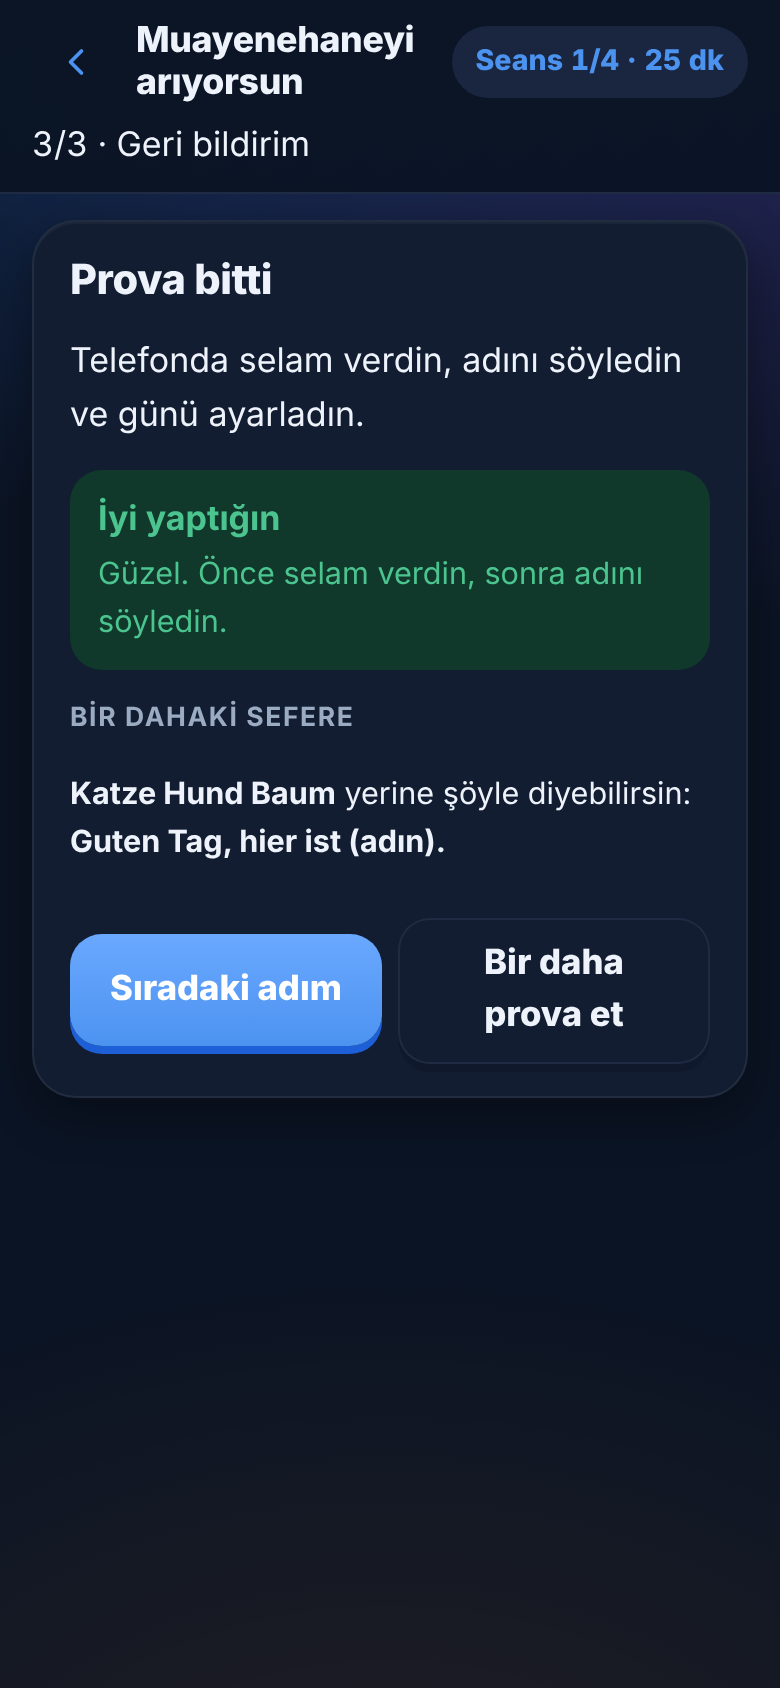 Muayenehaneyi
arıyorsun
Seans 1/4 · 25 dk
3/3 · Geri bildirim
Prova bitti
Telefonda selam verdin, adını söyledin
ve günü ayarladın.
İyi yaptığın
Güzel. Önce selam verdin, sonra adını
söyledin.
BİR DAHAKİ SEFERE
Katze Hund Baum yerine şöyle diyebilirsin:
Guten Tag, hier ist (adın).
Sıradaki adım
Bir daha
prova et